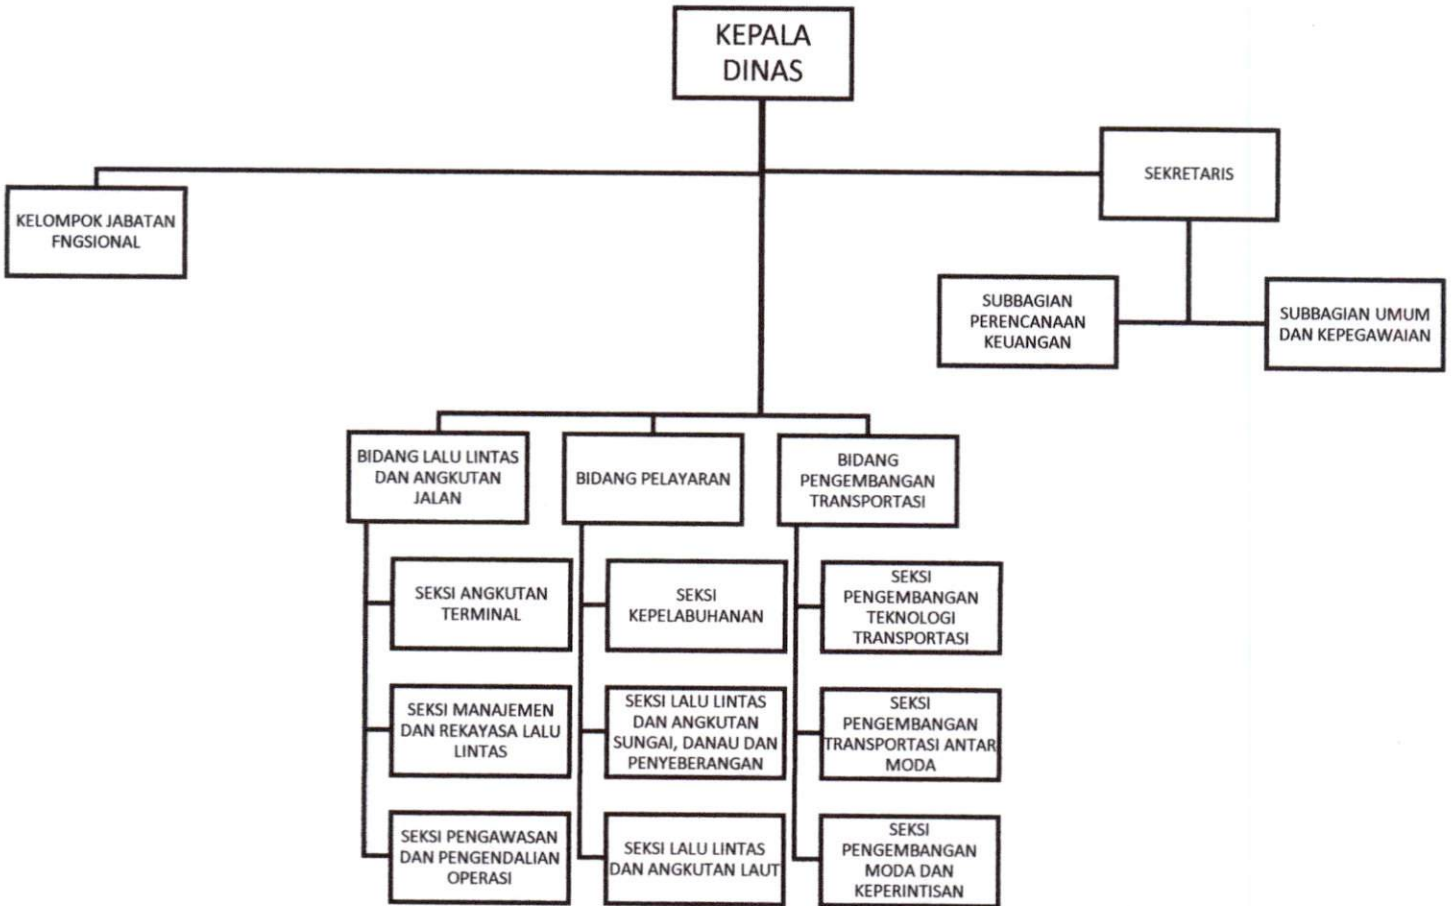 KEPALA
DINAS
SEKRETARIS
KELOMPOK JABATAN
FNGSIONAL
SUBBAGIAN
PERENCANAAN
KEUANGAN
SUBBAGIAN UMUM
DAN KEPEGAWAIAN
BIDANG LALU LINTAS
DAN ANGKUTAN
JALAN
BIDANG PELAYARAN
BIDANG
PENGEMBANGAN
TRANSPORTASI
SEKSI ANGKUTAN
TERMINAL
SEKSI
KEPELABUHANAN
SEKSI
PENGEMBANGAN
TEKNOLOGI
TRANSPORTASI
SEKSI MANAJEMEN
DAN REKAYASA LALU
LINTAS
SEKSI LALU LINTAS
DAN ANGKUTAN
SUNGAI, DANAU DAN
PENYEBERANGAN
SEKSI
PENGEMBANGAN
TRANSPORTASI ANTAR
MODA
SEKSI PENGAWASAN
DAN PENGENDALIAN
OPERASI
SEKSI LALU LINTAS
DAN ANGKUTAN LAUT
SEKSI
PENGEMBANGAN
MODA DAN
KEPERINTISAN